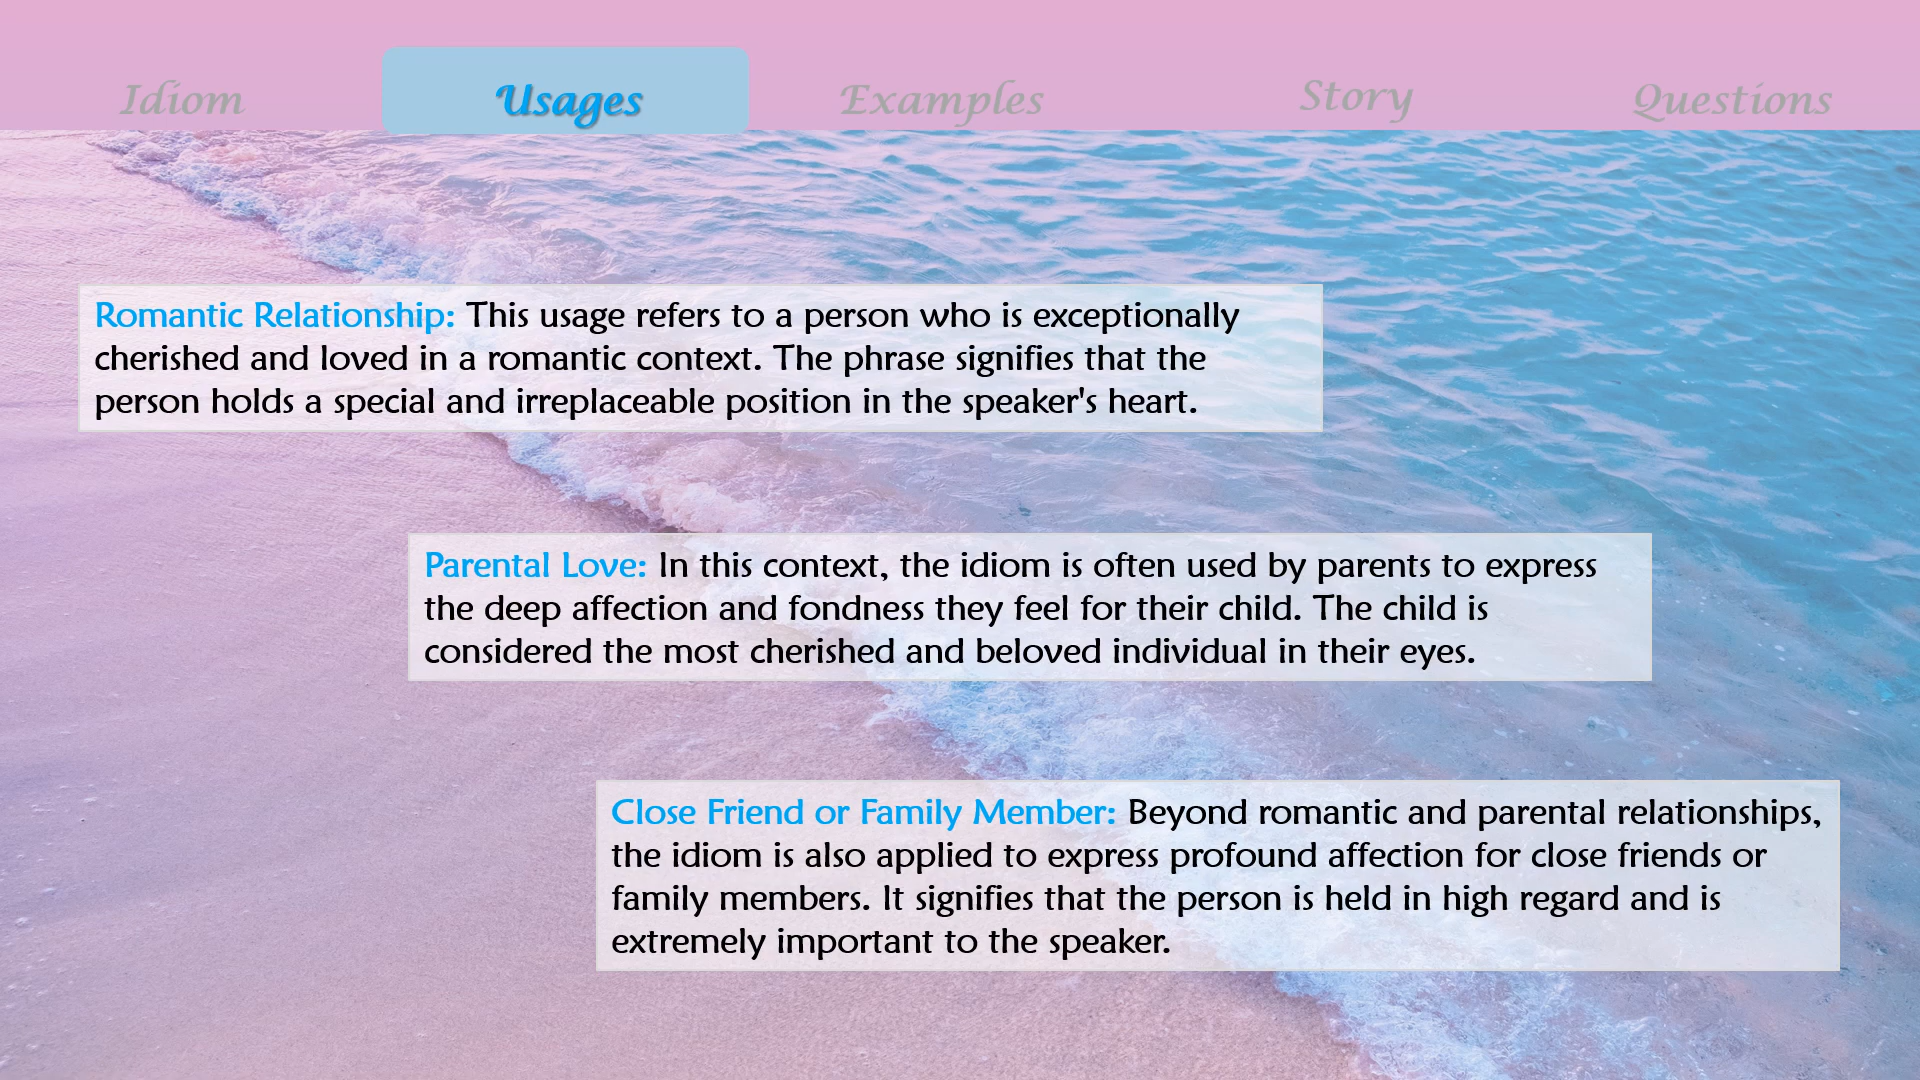 Idiom Usages Examples Story Questions
Romantic Relationship: This usage refers to a person who is exceptionally
cherished and loved in a romantic context. The phrase signifies that the
person holds a special and irreplaceable position in the speaker's heart.
Parental Love: In this context, the idiom is often used by parents to express
the deep affection and fondness they feel for their child. The child is
considered the most cherished and beloved individual in their eyes.
Close Friend or Family Member: Beyond romantic and parental relationships,
the idiom is also applied to express profound affection for close friends or
family members. It signifies that the person is held in high regard and is
extremely important to the speaker.